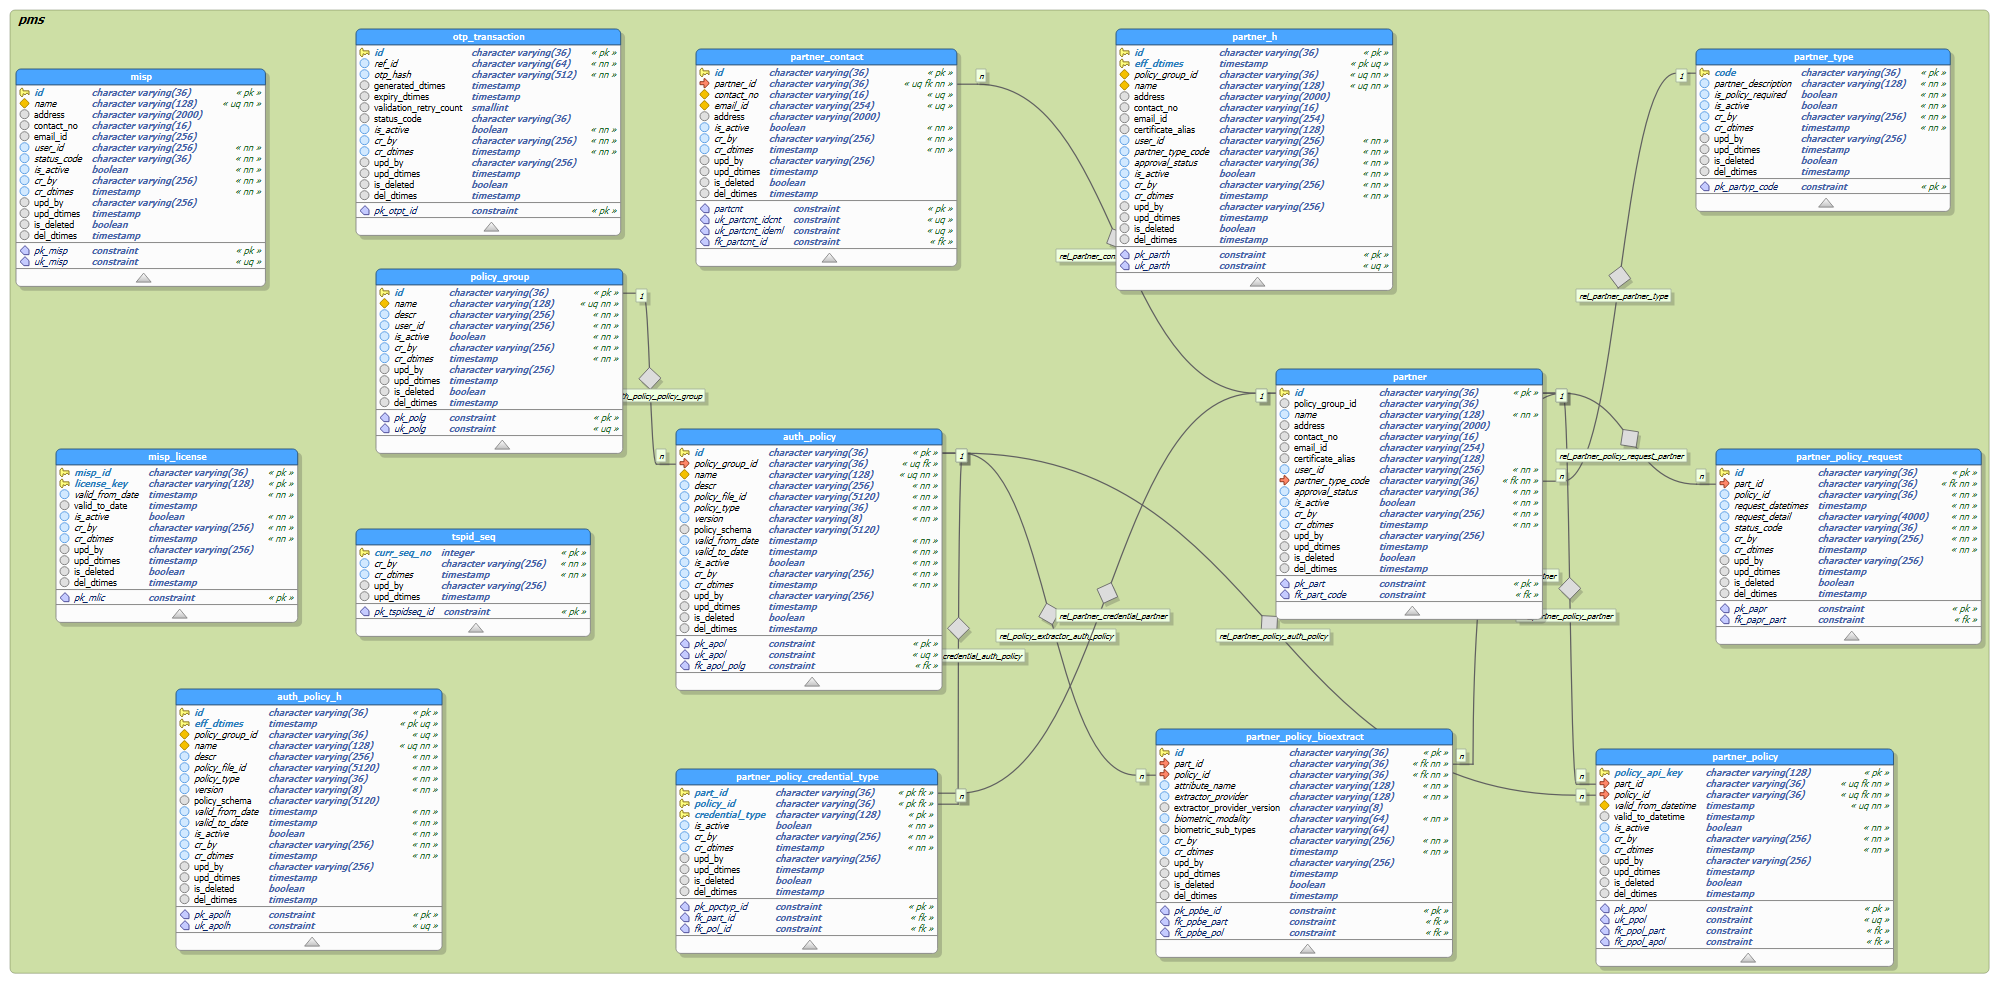 pms
misp
id character varying(36) « pk »
name character varying(128) « uq nn »
address character varying(2000)
contact_no character varying(16)
email_id character varying(256)
user_id character varying(256) « nn »
status_code character varying(36) « nn »
is_active boolean « nn »
cr_by character varying(256) « nn »
cr_dtimes timestamp « nn »
upd_by character varying(256)
upd_dtimes timestamp
is_deleted boolean
del_dtimes timestamp
pk_misp constraint « pk »
uk_misp constraint « uq »
otp_transaction
id character varying(36) « pk »
ref_id character varying(64) « nn »
otp_hash character varying(512) « nn »
generated_dtimes timestamp
expiry_dtimes timestamp
validation_retry_count smallint
status_code character varying(36)
is_active boolean « nn »
cr_by character varying(256) « nn »
cr_dtimes timestamp « nn »
upd_by character varying(256)
upd_dtimes timestamp
is_deleted boolean
del_dtimes timestamp
pk_otpt_id constraint « pk »
partner_contact
id character varying(36) « pk »
partner_id character varying(36) « uq fk nn »
contact_no character varying(16) « uq »
email_id character varying(254) « uq »
address character varying(2000)
is_active boolean « nn »
cr_by character varying(256) « nn »
cr_dtimes timestamp « nn »
upd_by character varying(256)
upd_dtimes timestamp
is_deleted boolean
del_dtimes timestamp
partcnt constraint « pk »
uk_partcnt_idcnt constraint « uq »
uk_partcnt_ideml constraint « uq »
fk_partcnt_id constraint « fk »
n
rel_partner_con
partner_h
id character varying(36) « pk »
eff_dtimes timestamp « pk uq »
policy_group_id character varying(36) « uq nn »
name character varying(128) « uq nn »
address character varying(2000)
contact_no character varying(16)
email_id character varying(254)
certificate_alias character varying(128)
user_id character varying(256) « nn »
partner_type_code character varying(36) « nn »
approval_status character varying(36) « nn »
is_active boolean « nn »
cr_by character varying(256) « nn »
cr_dtimes timestamp « nn »
upd_by character varying(256)
upd_dtimes timestamp
is_deleted boolean
del_dtimes timestamp
pk_parth constraint « pk »
uk_parth constraint « uq »
partner_type
code character varying(36) « pk »
partner_description character varying(128) « nn »
is_policy_required boolean « nn »
is_active boolean « nn »
cr_by character varying(256) « nn »
cr_dtimes timestamp « nn »
upd_by character varying(256)
upd_dtimes timestamp
is_deleted boolean
del_dtimes timestamp
pk_partyp_code constraint « pk »
1
rel_partner_partner_type
policy_group
id character varying(36) « pk »
name character varying(128) « uq nn »
descr character varying(256) « nn »
user_id character varying(256) « nn »
is_active boolean « nn »
cr_by character varying(256) « nn »
cr_dtimes timestamp « nn »
upd_by character varying(256)
upd_dtimes timestamp
is_deleted boolean
del_dtimes timestamp
pk_polg constraint « pk »
uk_polg constraint « uq »
1
th_policy_policy_group
n
auth_policy
id character varying(36) « pk »
policy_group_id character varying(36) « uq fk »
name character varying(128) « uq nn »
descr character varying(256) « nn »
policy_file_id character varying(5120) « nn »
policy_type character varying(36) « nn »
version character varying(8) « nn »
policy_schema character varying(5120)
valid_from_date timestamp « nn »
valid_to_date timestamp « nn »
is_active boolean « nn »
cr_by character varying(256) « nn »
cr_dtimes timestamp « nn »
upd_by character varying(256)
upd_dtimes timestamp
is_deleted boolean
del_dtimes timestamp
pk_apol constraint « pk »
uk_apol constraint « uq »
fk_apol_polg constraint « fk »
1
rel_partner_credential_partner
rel_policy_extractor_auth_policy
credential_auth_policy
rel_partner_policy_auth_policy
partner
id character varying(36) « pk »
policy_group_id character varying(36)
name character varying(128) « nn »
address character varying(2000)
contact_no character varying(16)
email_id character varying(254)
certificate_alias character varying(128)
user_id character varying(256) « nn »
partner_type_code character varying(36) « fk nn »
approval_status character varying(36) « nn »
is_active boolean « nn »
cr_by character varying(256) « nn »
cr_dtimes timestamp « nn »
upd_by character varying(256)
upd_dtimes timestamp
is_deleted boolean
del_dtimes timestamp
pk_part constraint « pk »
fk_part_code constraint « fk »
1
1
n
rel_partner_policy_request_partner
n
tner
rtner_policy_partner
partner_policy_request
id character varying(36) « pk »
part_id character varying(36) « fk nn »
policy_id character varying(36) « nn »
request_datetimes timestamp « nn »
request_detail character varying(4000) « nn »
status_code character varying(36) « nn »
cr_by character varying(256) « nn »
cr_dtimes timestamp « nn »
upd_by character varying(256)
upd_dtimes timestamp
is_deleted boolean
del_dtimes timestamp
pk_papr constraint « pk »
fk_papr_part constraint « fk »
misp_license
misp_id character varying(36) « pk »
license_key character varying(128) « pk »
valid_from_date timestamp « nn »
valid_to_date timestamp
is_active boolean « nn »
cr_by character varying(256) « nn »
cr_dtimes timestamp « nn »
upd_by character varying(256)
upd_dtimes timestamp
is_deleted boolean
del_dtimes timestamp
pk_mlic constraint « pk »
tspid_seq
curr_seq_no integer « pk »
cr_by character varying(256) « nn »
cr_dtimes timestamp « nn »
upd_by character varying(256)
upd_dtimes timestamp
pk_tspidseq_id constraint « pk »
auth_policy_h
id character varying(36) « pk »
eff_dtimes timestamp « pk uq »
policy_group_id character varying(36) « uq »
name character varying(128) « uq nn »
descr character varying(256) « nn »
policy_file_id character varying(5120) « nn »
policy_type character varying(36) « nn »
version character varying(8) « nn »
policy_schema character varying(5120)
valid_from_date timestamp « nn »
valid_to_date timestamp « nn »
is_active boolean « nn »
cr_by character varying(256) « nn »
cr_dtimes timestamp « nn »
upd_by character varying(256)
upd_dtimes timestamp
is_deleted boolean
del_dtimes timestamp
pk_apolh constraint « pk »
uk_apolh constraint « uq »
partner_policy_credential_type
part_id character varying(36) « pk fk »
policy_id character varying(36) « pk fk »
credential_type character varying(128) « pk »
is_active boolean « nn »
cr_by character varying(256) « nn »
cr_dtimes timestamp « nn »
upd_by character varying(256)
upd_dtimes timestamp
is_deleted boolean
del_dtimes timestamp
pk_ppctyp_id constraint « pk »
fk_part_id constraint « fk »
fk_pol_id constraint « fk »
n
n
partner_policy_bioextract
id character varying(36) « pk »
part_id character varying(36) « fk nn »
policy_id character varying(36) « fk nn »
attribute_name character varying(128) « nn »
extractor_provider character varying(128) « nn »
extractor_provider_version character varying(8)
biometric_modality character varying(64) « nn »
biometric_sub_types character varying(64)
cr_by character varying(256) « nn »
cr_dtimes timestamp « nn »
upd_by character varying(256)
upd_dtimes timestamp
is_deleted boolean
del_dtimes timestamp
pk_ppbe_id constraint « pk »
fk_ppbe_part constraint « fk »
fk_ppbe_pol constraint « fk »
n
n
n
partner_policy
policy_api_key character varying(128) « pk »
part_id character varying(36) « uq fk nn »
policy_id character varying(36) « uq fk nn »
valid_from_datetime timestamp « uq nn »
valid_to_datetime timestamp
is_active boolean « nn »
cr_by character varying(256) « nn »
cr_dtimes timestamp « nn »
upd_by character varying(256)
upd_dtimes timestamp
is_deleted boolean
del_dtimes timestamp
pk_ppol constraint « pk »
uk_ppol constraint « uq »
fk_ppol_part constraint « fk »
fk_ppol_apol constraint « fk »